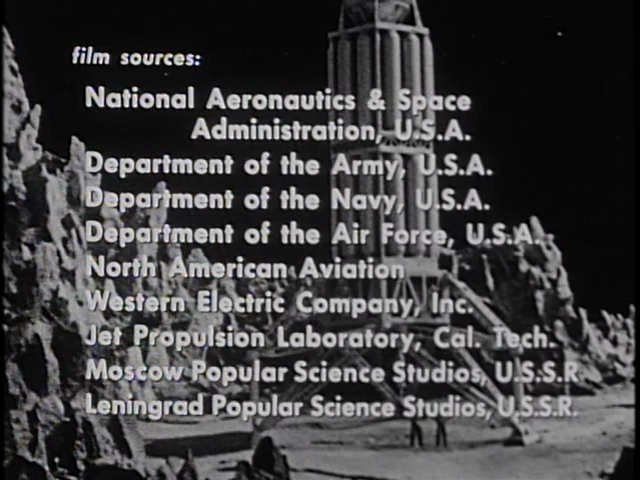 film sources:
National Aeronautics & Space
Administration, U.S.A.
Department of the Army, U.S.A.
Department of the Navy, U.S.A.
Department of the Air Force, U.S.A.
North American Aviation
Western Electric Company, Inc.
Jet Propulsion Laboratory, Cal. Tech.
Moscow Popular Science Studios, U.S.S.R.
Leningrad Popular Science Studios, U.S.S.R.